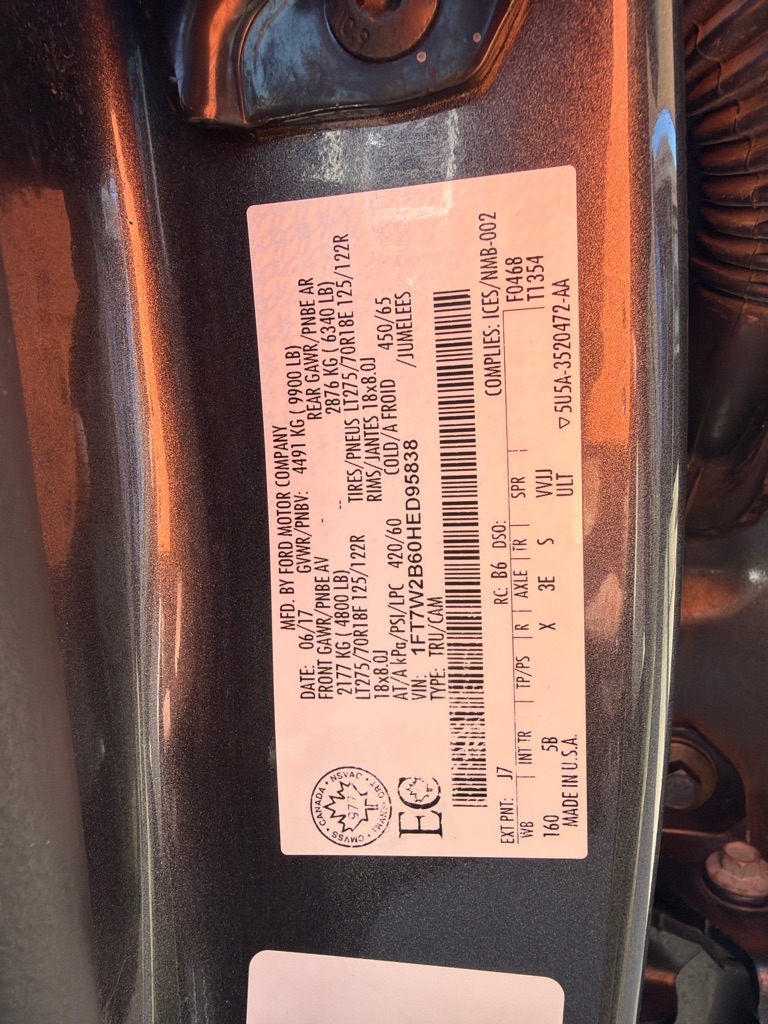 MFD. BY FORD MOTOR COMPANY
DATE: 06/17 GVWR/PNBV: 4491 KG ( 9900 LB)
FRONT GAWR/PNBE AV REAR GAWR/PNBE AR
2177 KG ( 4800 LB) 2876 KG ( 6340 LB)
LT275/70R18F 125/122R TIRES/PNEUS LT275/70R18E 125/122R
18x8.0J RIMS/JANTES 18x8.0J
AT/A kPa/PSI/LPC 420/60 COLD/A FROID 450/65
VIN: 1FT7W2B60HED95838 /JUMELEES
TYPE: TRU/CAM
CANADA • NSVAC
CMVSS
977
EC
COMPLIES: ICES/NMB-002
EXT PNT: J7 RC: B6 DSO: F0468
WB INT TR TP/PS R AXLE TR SPR T1354
160 5B X 3E S VVJJ
MADE IN U.S.A. ULT ▽5U5A-3520472-AA